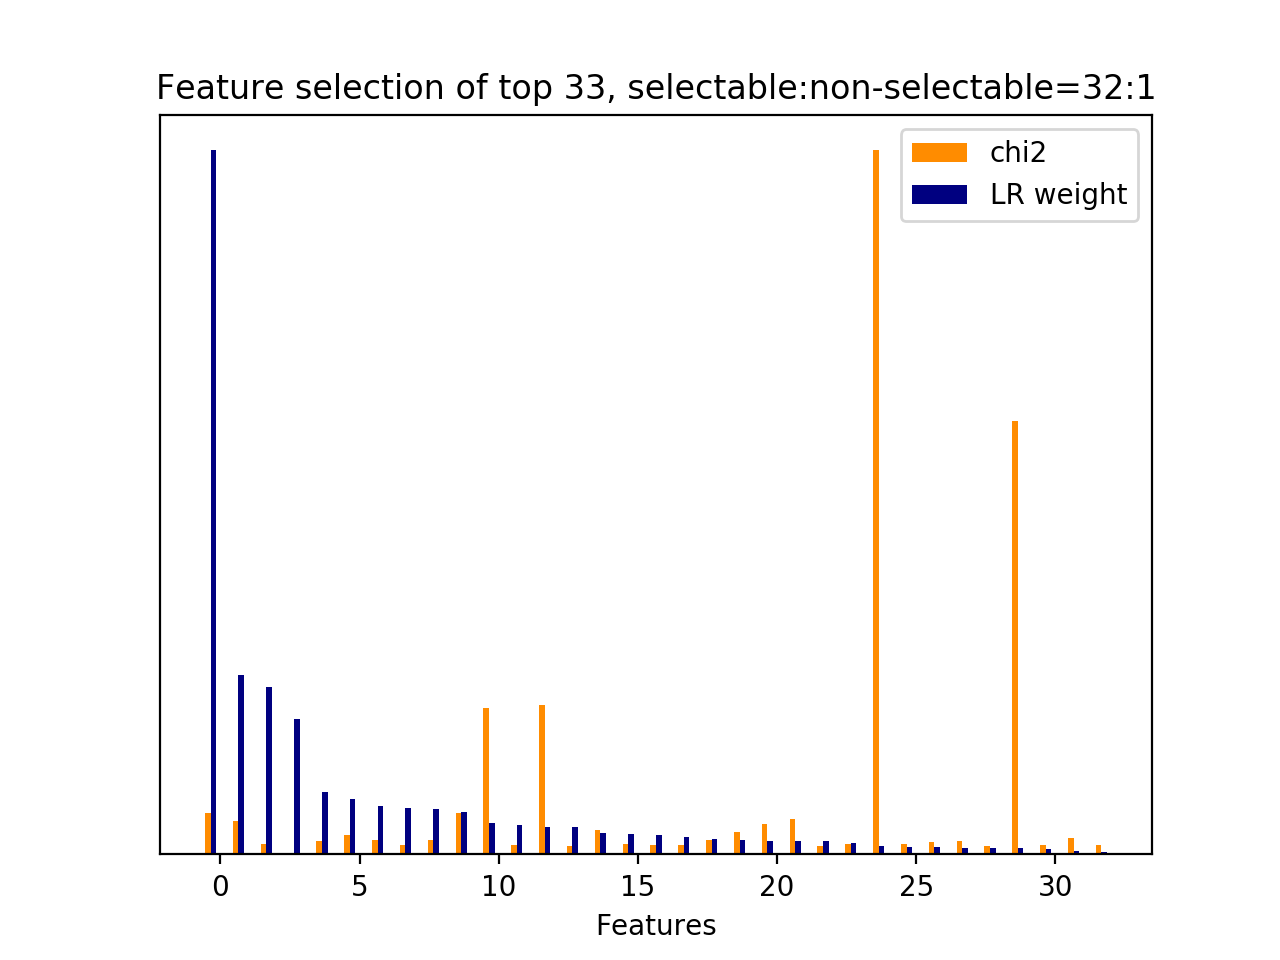 Feature selection of top 33, selectable:non-selectable=32:1
chi2
LR weight
0 5 10 15 20 25 30
Features